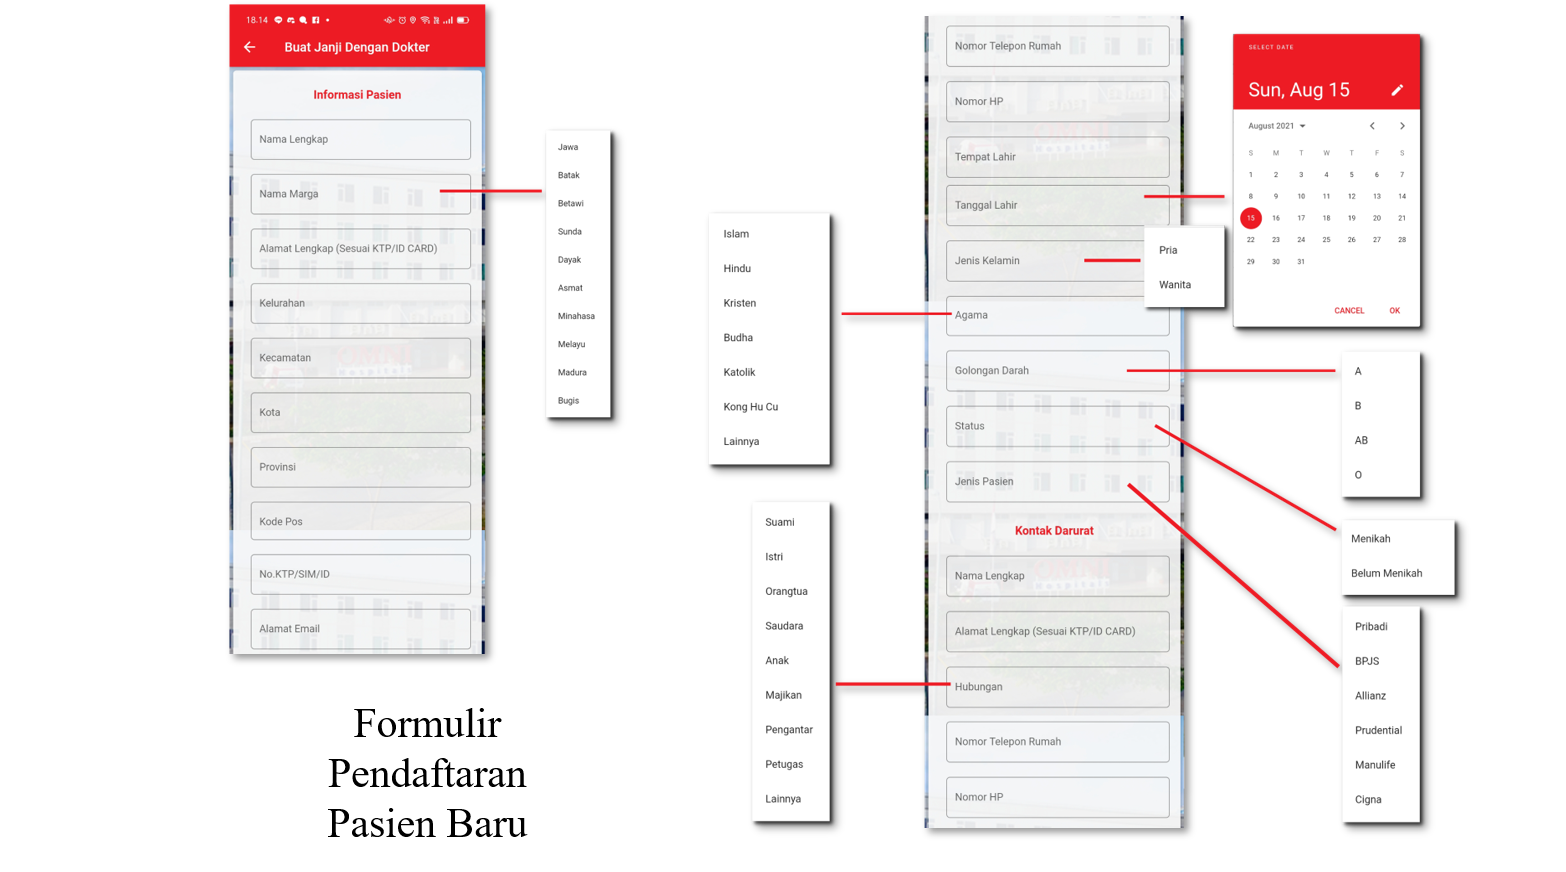 18.14
Buat Janji Dengan Dokter
Informasi Pasien
Nama Lengkap
Nama Marga
Alamat Lengkap (Sesuai KTP/ID CARD)
Kelurahan
Kecamatan
Kota
Provinsi
Kode Pos
No.KTP/SIM/ID
Alamat Email
Jawa
Batak
Betawi
Sunda
Dayak
Asmat
Minahasa
Melayu
Madura
Bugis
Formulir
Pendaftaran
Pasien Baru
Islam
Hindu
Kristen
Budha
Katolik
Kong Hu Cu
Lainnya
Suami
Istri
Orangtua
Saudara
Anak
Majikan
Pengantar
Petugas
Lainnya
Nomor Telepon Rumah
Nomor HP
Tempat Lahir
Tanggal Lahir
Jenis Kelamin
Agama
Golongan Darah
Status
Jenis Pasien
Kontak Darurat
Nama Lengkap
Alamat Lengkap (Sesuai KTP/ID CARD)
Hubungan
Nomor Telepon Rumah
Nomor HP
Pria
Wanita
SELECT DATE
Sun, Aug 15
August 2021
S M T W T F S
1 2 3 4 5 6 7
8 9 10 11 12 13 14
15 16 17 18 19 20 21
22 23 24 25 26 27 28
29 30 31
CANCEL OK
A
B
AB
O
Menikah
Belum Menikah
Pribadi
BPJS
Allianz
Prudential
Manulife
Cigna